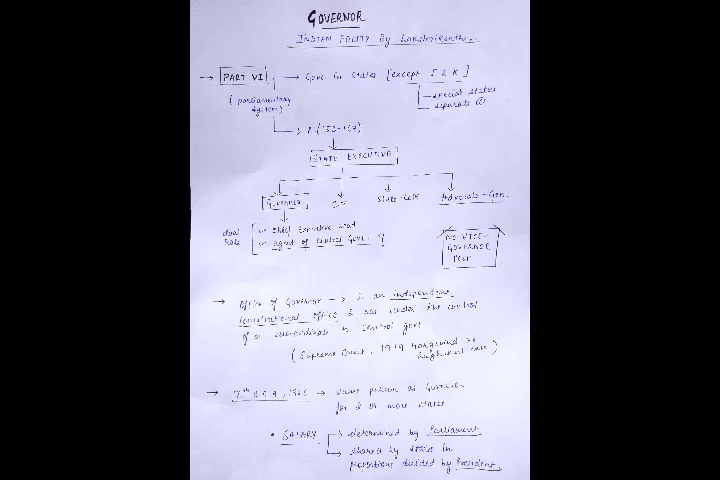 GOVERNOR
INDIAN POLITY By Lakshmikanth..
→ PART VI → Govt. in States [except J & K]
(parliamentary system)
special status
separate ©
(153-167)
STATE EXECUTIVE
Governor CM State-COM Advocate-Gen.
dual role
chief executive head
agent of central Govt.
NO VICE-GOVERNOR POST
→ office of Governor → is an independent
constitutional office & not under the control
of or subordinate to central govt
(Supreme Court, 1979 Hargovind vs Raghukul case)
→ 7th C.A.A, 1956 → same person as Governor
for 2 or more states
• SALARY → determined by Parliament
→ shared by states in
proportions decided by President.